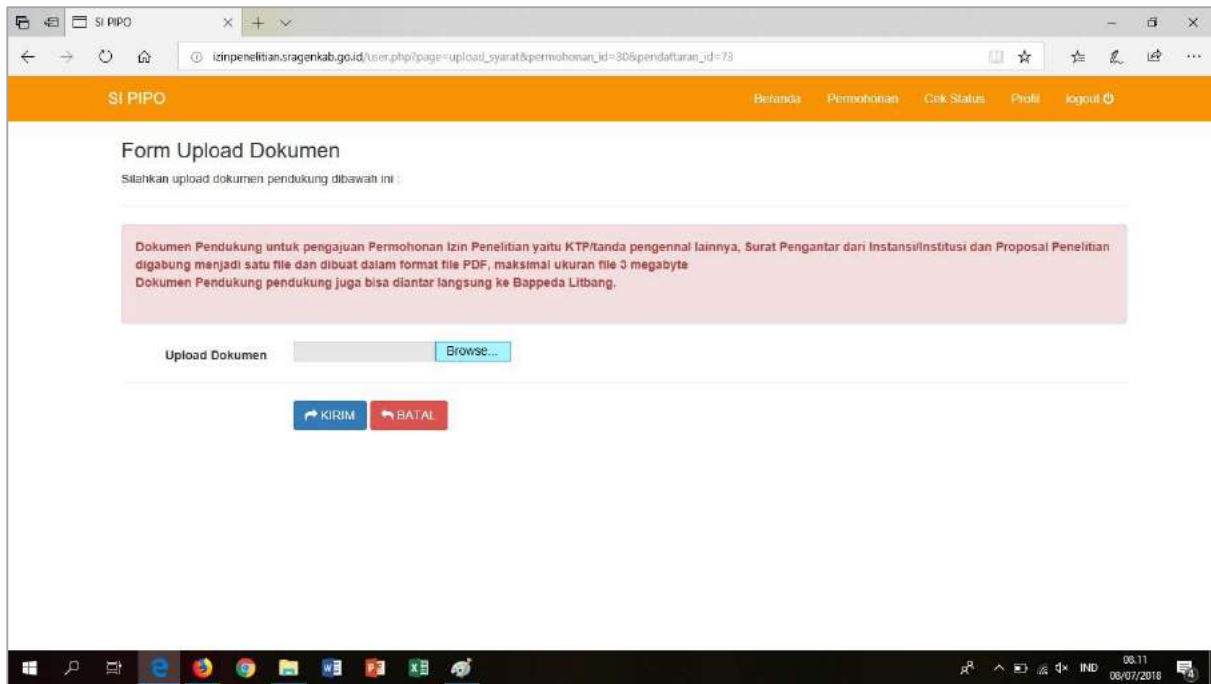 SI PIPO
izinpenelitian.sragenkab.go.id/user.php?page=upload_syarat&permohonan_id=30&pendaftaran_id=73
SI PIPO Beranda Permohonan Cek Status Profil logout
Form Upload Dokumen
Silahkan upload dokumen pendukung dibawah ini :
Dokumen Pendukung untuk pengajuan Permohonan Izin Penelitian yaitu KTP/tanda pengennal lainnya, Surat Pengantar dari Instansi/Institusi dan Proposal Penelitian
digabung menjadi satu file dan dibuat dalam format file PDF, maksimal ukuran file 3 megabyte
Dokumen Pendukung pendukung juga bisa diantar langsung ke Bappeda Litbang.
Upload Dokumen Browse...
KIRIM BATAL
IND 08.11
08/07/2018